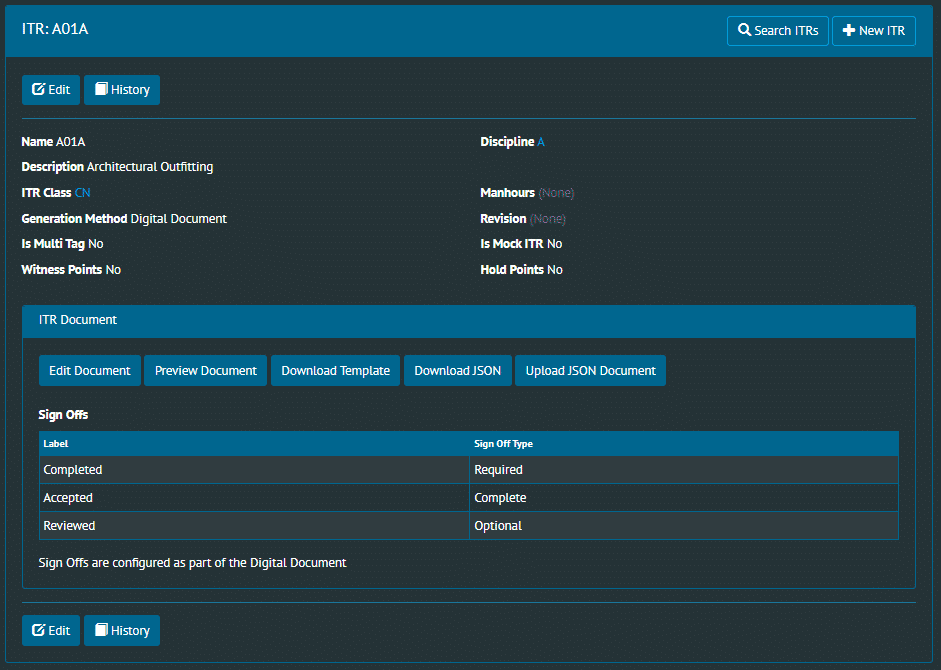 ITR: A01A
Search ITRs
New ITR
Edit
History
Name A01A
Discipline A
Description Architectural Outfitting
ITR Class CN
Manhours (None)
Generation Method Digital Document
Revision (None)
Is Multi Tag No
Is Mock ITR No
Witness Points No
Hold Points No
ITR Document
Edit Document
Preview Document
Download Template
Download JSON
Upload JSON Document
Sign Offs
Label
Sign Off Type
Completed
Required
Accepted
Complete
Reviewed
Optional
Sign Offs are configured as part of the Digital Document
Edit
History